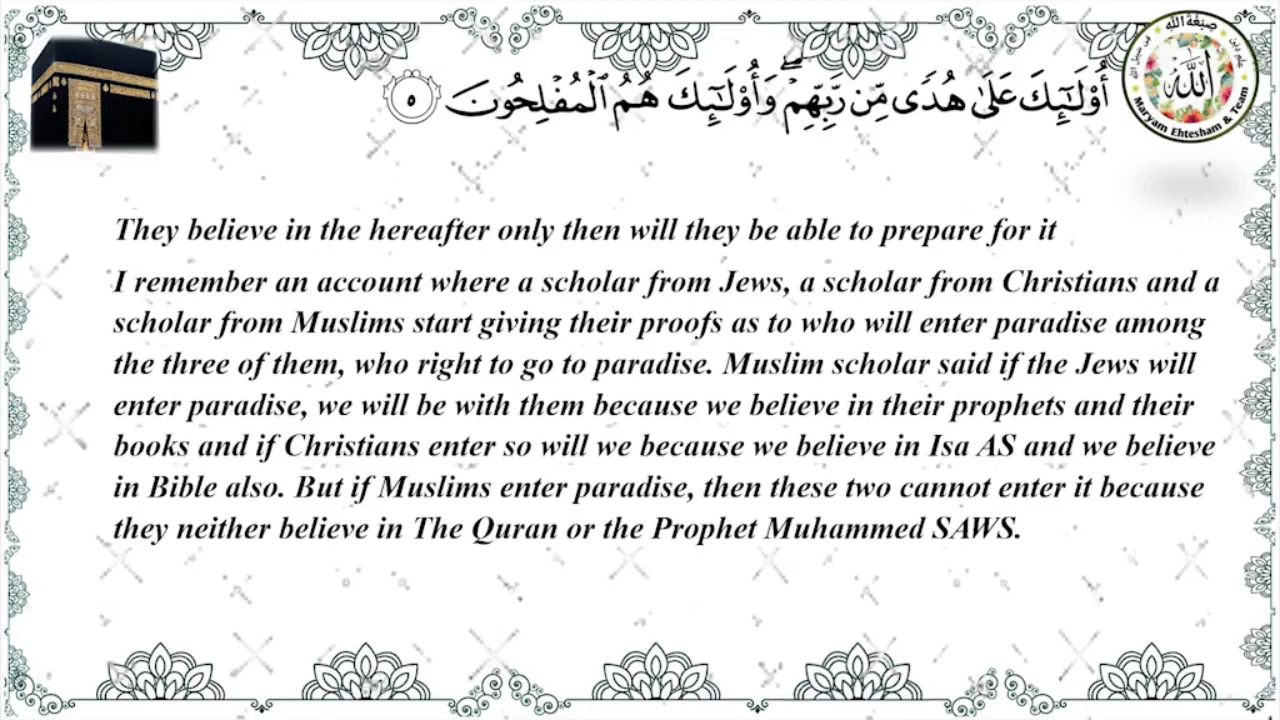 أُوْلَٰٓئِكَ عَلَىٰ هُدٗى مِّن رَّبِّهِمۡۖ وَأُوْلَٰٓئِكَ هُمُ ٱلۡمُفۡلِحُونَ ٥
صبغة الله
الله
Maryam Ehtesham & Team
They believe in the hereafter only then will they be able to prepare for it
I remember an account where a scholar from Jews, a scholar from Christians and a
scholar from Muslims start giving their proofs as to who will enter paradise among
the three of them, who right to go to paradise. Muslim scholar said if the Jews will
enter paradise, we will be with them because we believe in their prophets and their
books and if Christians enter so will we because we believe in Isa AS and we believe
in Bible also. But if Muslims enter paradise, then these two cannot enter it because
they neither believe in The Quran or the Prophet Muhammed SAWS.